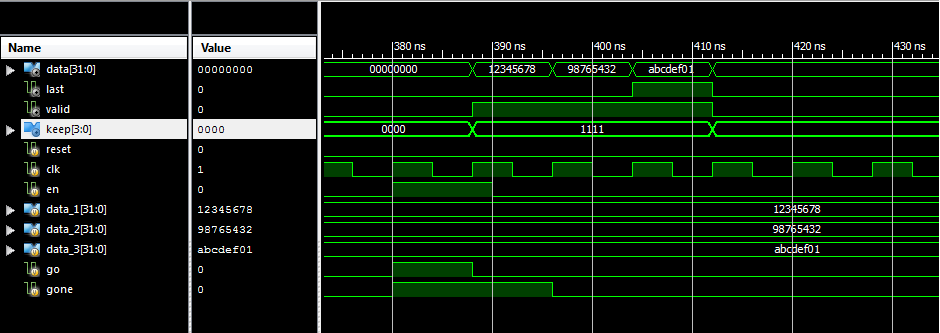 380 ns 390 ns 400 ns 410 ns 420 ns 430 ns
Name Value
data[31:0] 00000000 00000000 12345678 98765432 abcdef01
last 0
valid 0
keep[3:0] 0000 0000 1111
reset 0
clk 1
en 0
data_1[31:0] 12345678 12345678
data_2[31:0] 98765432 98765432
data_3[31:0] abcdef01 abcdef01
go 0
gone 0